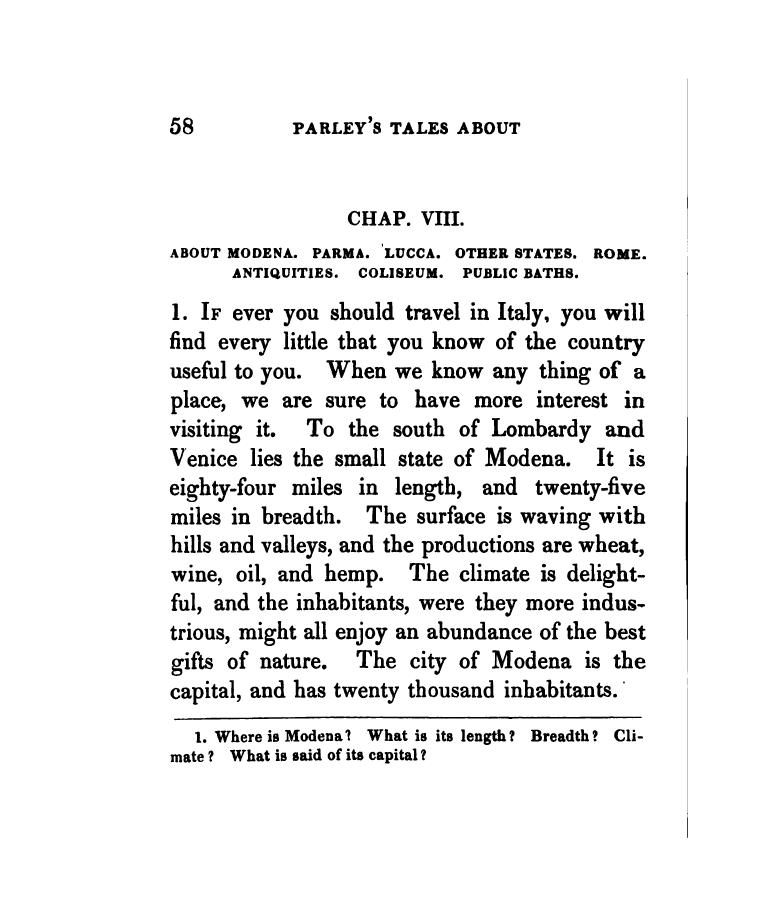 58 PARLEY'S TALES ABOUT
CHAP. VIII.
ABOUT MODENA. PARMA. LUCCA. OTHER STATES. ROME.
ANTIQUITIES. COLISEUM. PUBLIC BATHS.
1. IF ever you should travel in Italy, you will
find every little that you know of the country
useful to you. When we know any thing of a
place, we are sure to have more interest in
visiting it. To the south of Lombardy and
Venice lies the small state of Modena. It is
eighty-four miles in length, and twenty-five
miles in breadth. The surface is waving with
hills and valleys, and the productions are wheat,
wine, oil, and hemp. The climate is delight-
ful, and the inhabitants, were they more indus-
trious, might all enjoy an abundance of the best
gifts of nature. The city of Modena is the
capital, and has twenty thousand inhabitants.
1. Where is Modena? What is its length? Breadth? Cli-
mate? What is said of its capital?